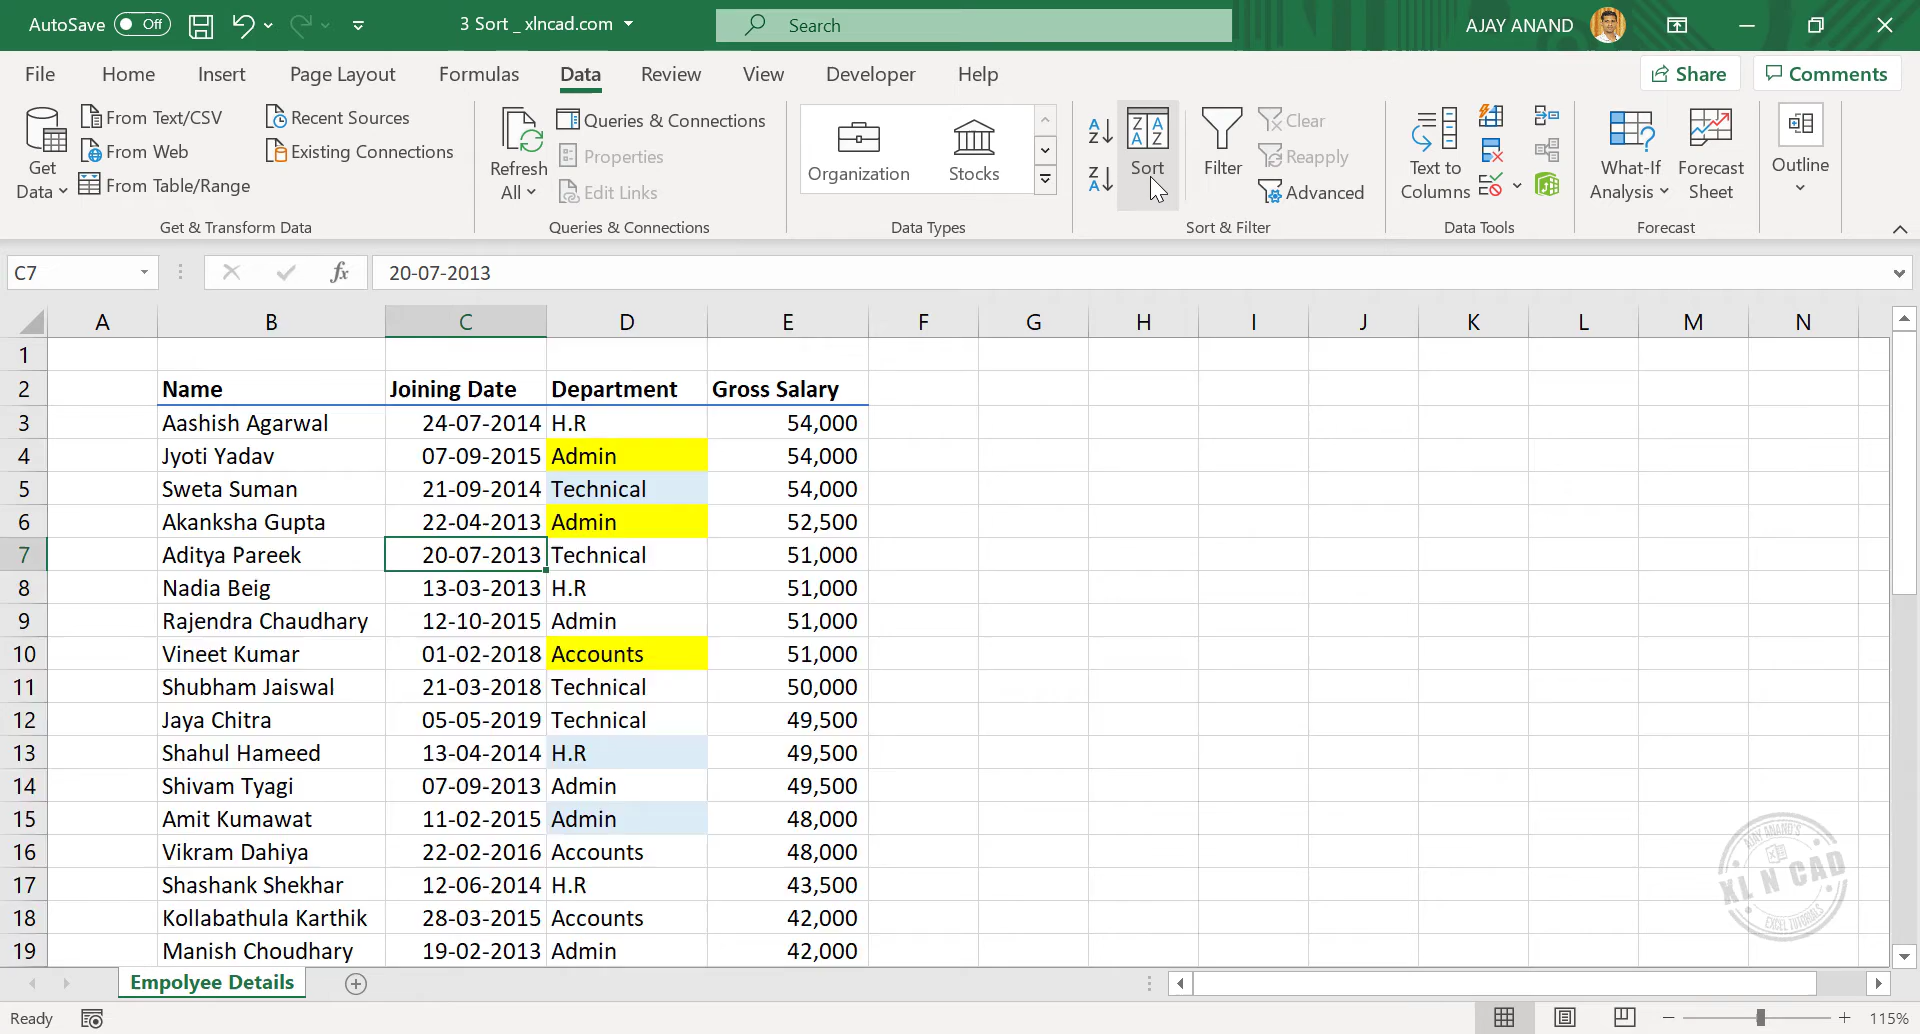 AutoSave Off 3 Sort _ xlncad.com Search AJAY ANAND
File Home Insert Page Layout Formulas Data Review View Developer Help Share Comments
Get Data
From Text/CSV
From Web
From Table/Range
Recent Sources
Existing Connections
Get & Transform Data
Refresh All
Queries & Connections
Properties
Edit Links
Queries & Connections
Organization
Stocks
Data Types
Sort
Filter
Clear
Reapply
Advanced
Sort & Filter
Text to Columns
Data Tools
What-If Analysis
Forecast Sheet
Forecast
Outline
C7 fx 20-07-2013
A B C D E F G H I J K L M N
1
2 Name Joining Date Department Gross Salary
3 Aashish Agarwal 24-07-2014 H.R 54,000
4 Jyoti Yadav 07-09-2015 Admin 54,000
5 Sweta Suman 21-09-2014 Technical 54,000
6 Akanksha Gupta 22-04-2013 Admin 52,500
7 Aditya Pareek 20-07-2013 Technical 51,000
8 Nadia Beig 13-03-2013 H.R 51,000
9 Rajendra Chaudhary 12-10-2015 Admin 51,000
10 Vineet Kumar 01-02-2018 Accounts 51,000
11 Shubham Jaiswal 21-03-2018 Technical 50,000
12 Jaya Chitra 05-05-2019 Technical 49,500
13 Shahul Hameed 13-04-2014 H.R 49,500
14 Shivam Tyagi 07-09-2013 Admin 49,500
15 Amit Kumawat 11-02-2015 Admin 48,000
16 Vikram Dahiya 22-02-2016 Accounts 48,000
17 Shashank Shekhar 12-06-2014 H.R 43,500
18 Kollabathula Karthik 28-03-2015 Accounts 42,000
19 Manish Choudhary 19-02-2013 Admin 42,000
AJAY ANAND'S
XL N CAD
EXCEL TUTORIALS
Empolyee Details
Ready 115%